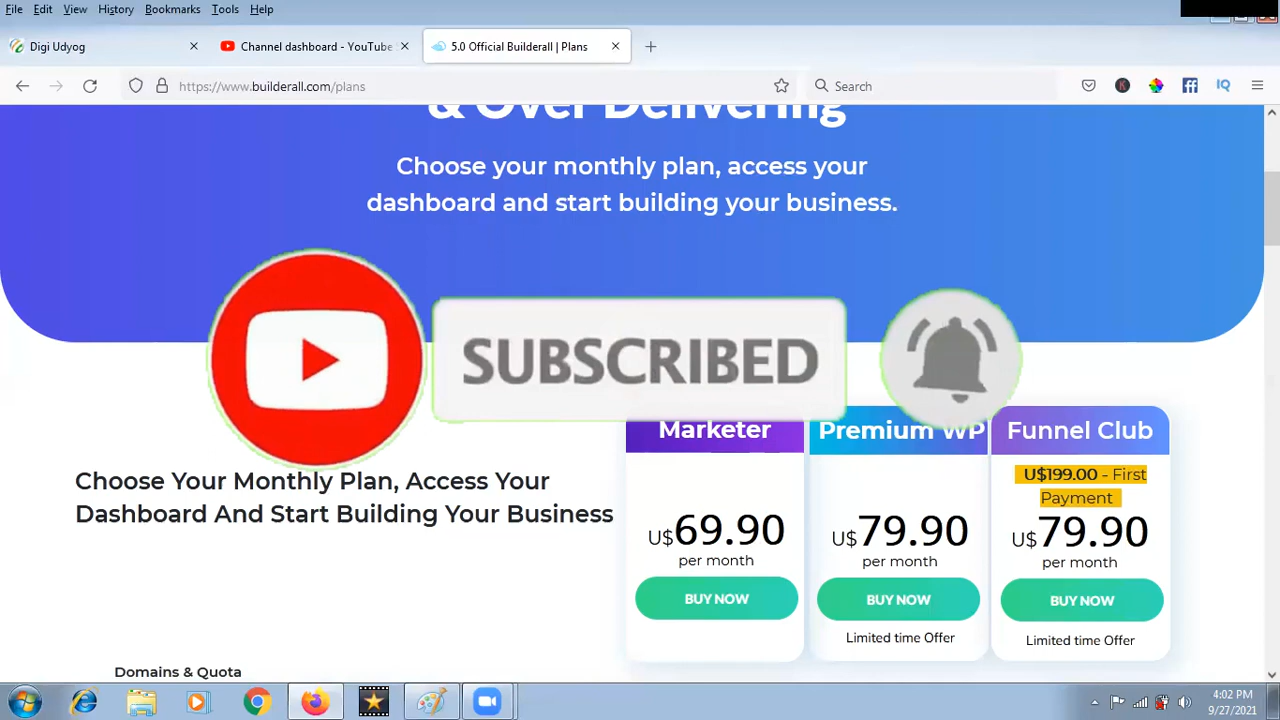 File Edit View History Bookmarks Tools Help
Digi Udyog
Channel dashboard - YouTube
5.0 Official Builderall | Plans
https://www.builderall.com/plans
Search
IQ
& Over Delivering
Choose your monthly plan, access your
dashboard and start building your business.
SUBSCRIBED
Marketer
Premium WP
Funnel Club
Choose Your Monthly Plan, Access Your
Dashboard And Start Building Your Business
U$69.90
per month
BUY NOW
U$79.90
per month
BUY NOW
Limited time Offer
U$199.00 - First
Payment
U$79.90
per month
BUY NOW
Limited time Offer
Domains & Quota
4:02 PM
9/27/2021